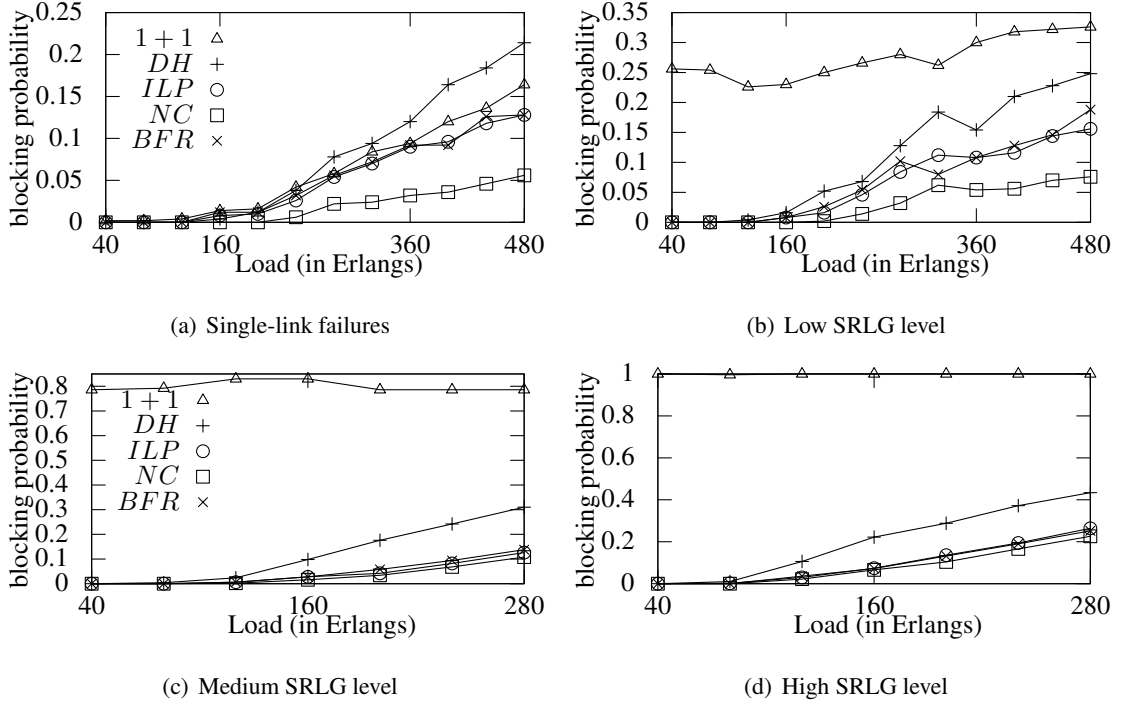 blocking probability
0.25
0.2
0.15
0.1
0.05
0
1 + 1
DH
ILP
NC
BFR
40
160
360
480
Load (in Erlangs)
(a) Single-link failures
blocking probability
0.35
0.3
0.25
0.2
0.15
0.1
0.05
0
40
160
360
480
Load (in Erlangs)
(b) Low SRLG level
blocking probability
0.8
0.7
0.6
0.5
0.4
0.3
0.2
0.1
0
1 + 1
DH
ILP
NC
BFR
40
160
280
Load (in Erlangs)
(c) Medium SRLG level
blocking probability
1
0.8
0.6
0.4
0.2
0
40
160
280
Load (in Erlangs)
(d) High SRLG level